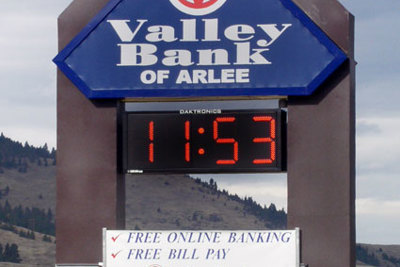 Valley
Bank
OF ARLEE
DAKTRONICS
11:53
FREE ONLINE BANKING
FREE BILL PAY